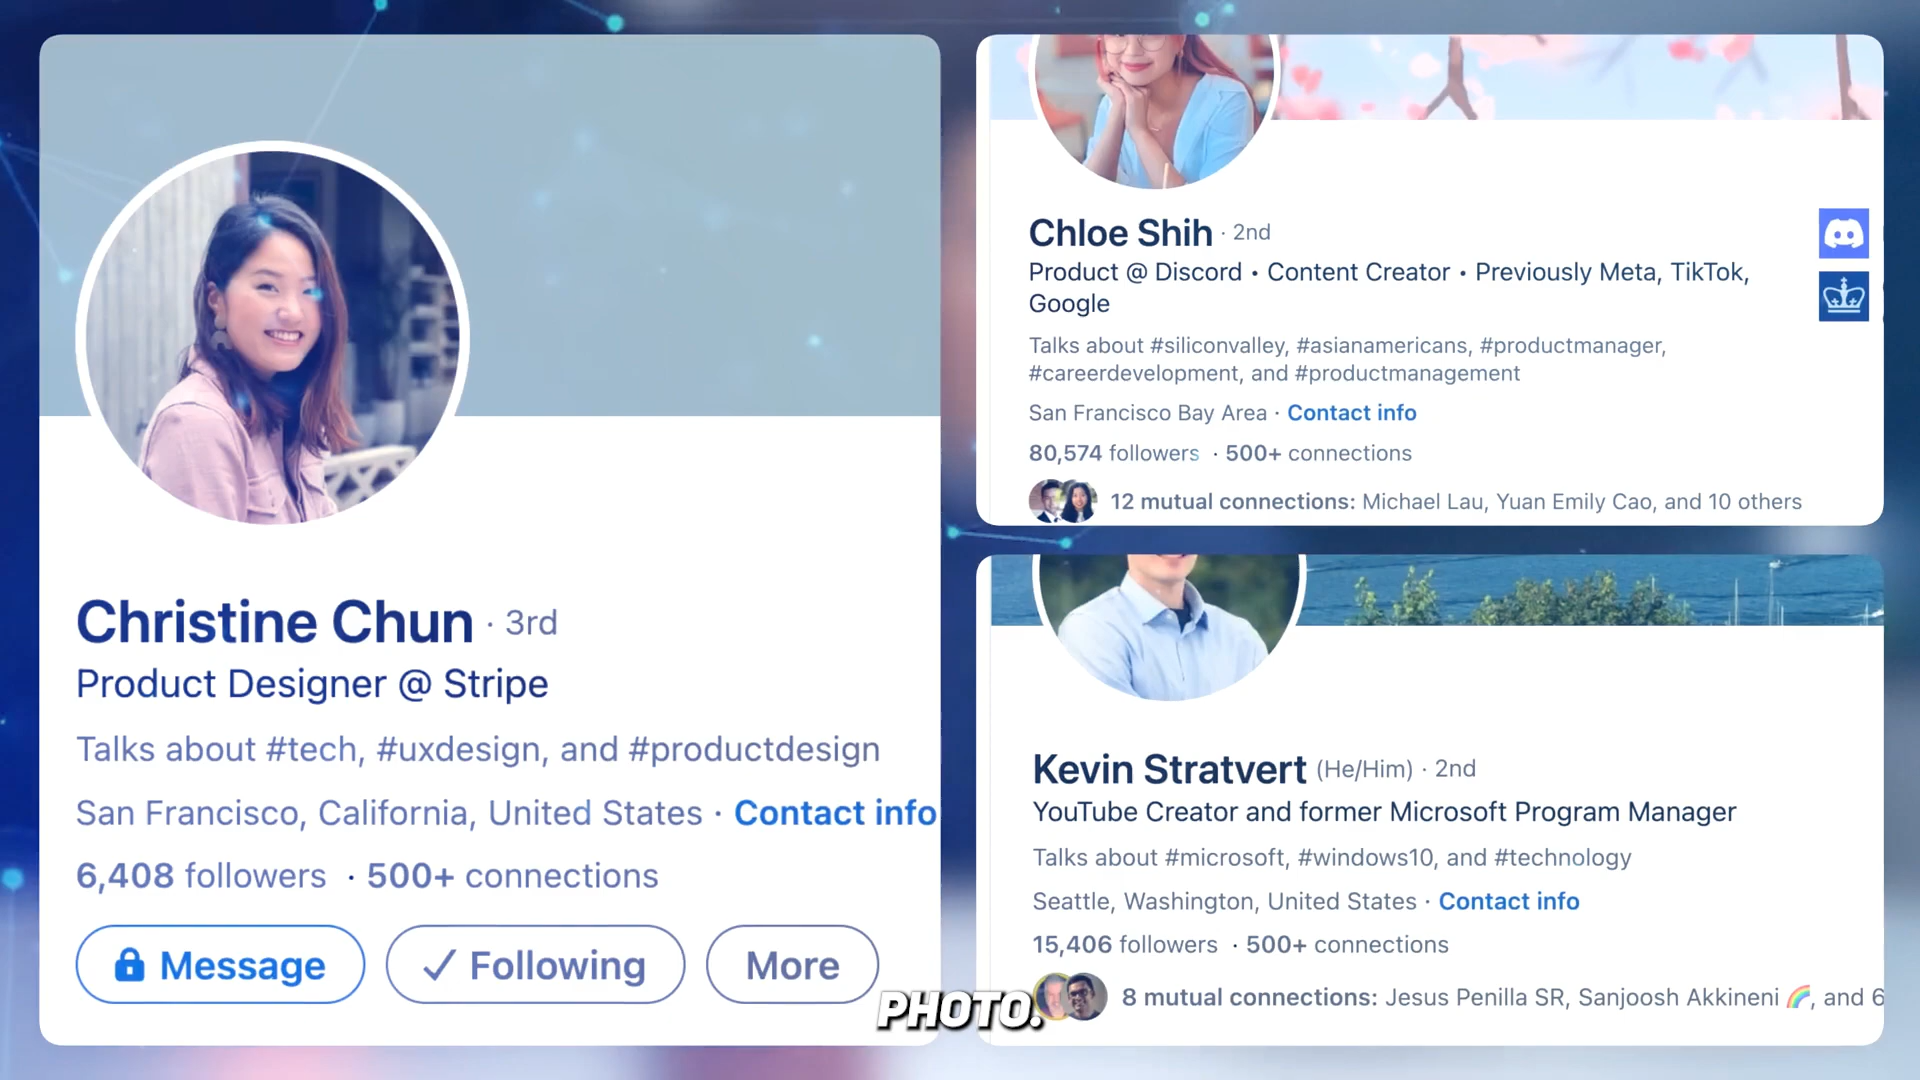 Christine Chun · 3rd
Product Designer @ Stripe
Talks about #tech, #uxdesign, and #productdesign
San Francisco, California, United States · Contact info
6,408 followers · 500+ connections
Message
Following
More
Chloe Shih · 2nd
Product @ Discord • Content Creator • Previously Meta, TikTok,
Google
Talks about #siliconvalley, #asianamericans, #productmanager,
#careerdevelopment, and #productmanagement
San Francisco Bay Area · Contact info
80,574 followers · 500+ connections
12 mutual connections: Michael Lau, Yuan Emily Cao, and 10 others
Kevin Stratvert (He/Him) · 2nd
YouTube Creator and former Microsoft Program Manager
Talks about #microsoft, #windows10, and #technology
Seattle, Washington, United States · Contact info
15,406 followers · 500+ connections
8 mutual connections: Jesus Penilla SR, Sanjoosh Akkineni 🌈, and 6
PHOTO.